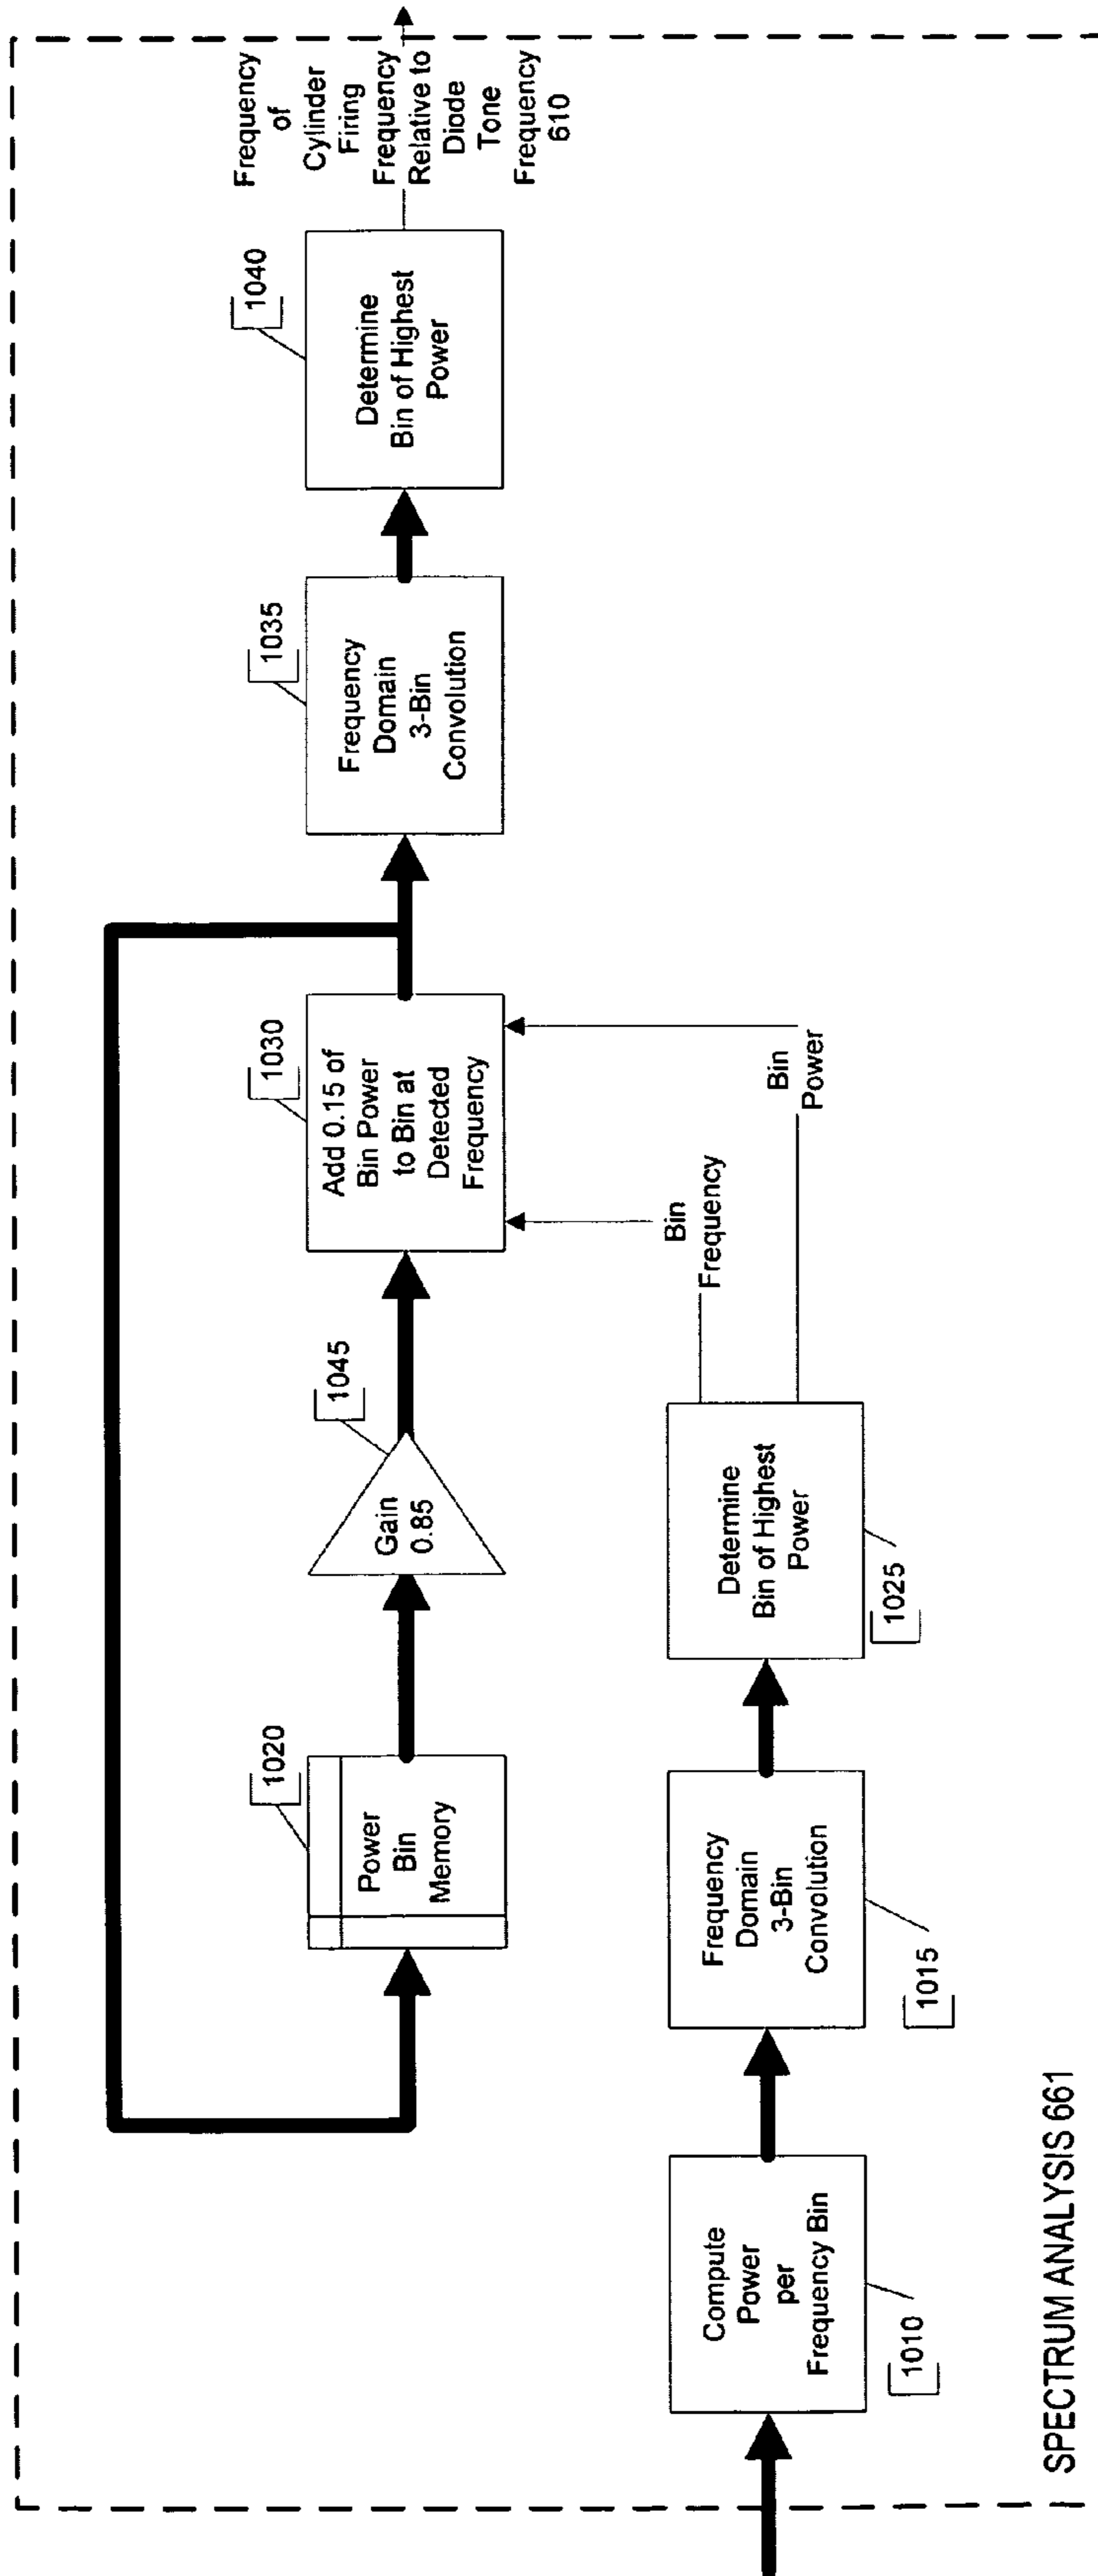 1020
Power
Bin
Memory
1045
Gain
0.85
1030
Add 0.15 of
Bin Power
to Bin at
Detected
Frequency
1035
Frequency
Domain
3-Bin
Convolution
1040
Determine
Bin of Highest
Power
Frequency
of
Cylinder
Firing
Frequency
Relative to
Diode
Tone
Frequency
610
Compute
Power
per
Frequency Bin
1010
Frequency
Domain
3-Bin
Convolution
1015
Determine
Bin of Highest
Power
1025
Bin
Frequency
Bin
Power
SPECTRUM ANALYSIS 661